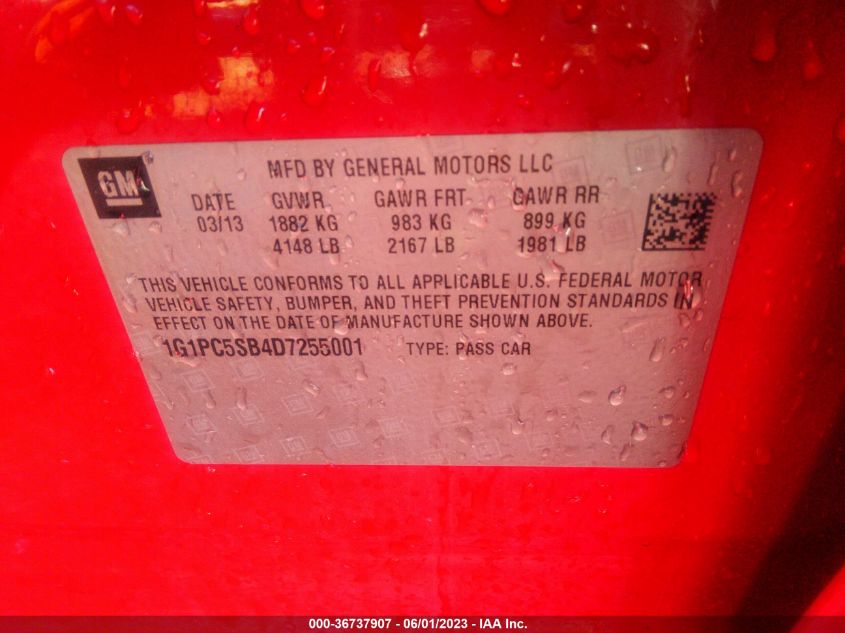 GM
MFD BY GENERAL MOTORS LLC
DATE GVWR GAWR FRT GAWR RR
03/13 1882 KG 983 KG 899 KG
4148 LB 2167 LB 1981 LB
THIS VEHICLE CONFORMS TO ALL APPLICABLE U.S. FEDERAL MOTOR
VEHICLE SAFETY, BUMPER, AND THEFT PREVENTION STANDARDS IN
EFFECT ON THE DATE OF MANUFACTURE SHOWN ABOVE.
1G1PC5SB4D7255001 TYPE: PASS CAR
000-36737907 - 06/01/2023 - IAA Inc.